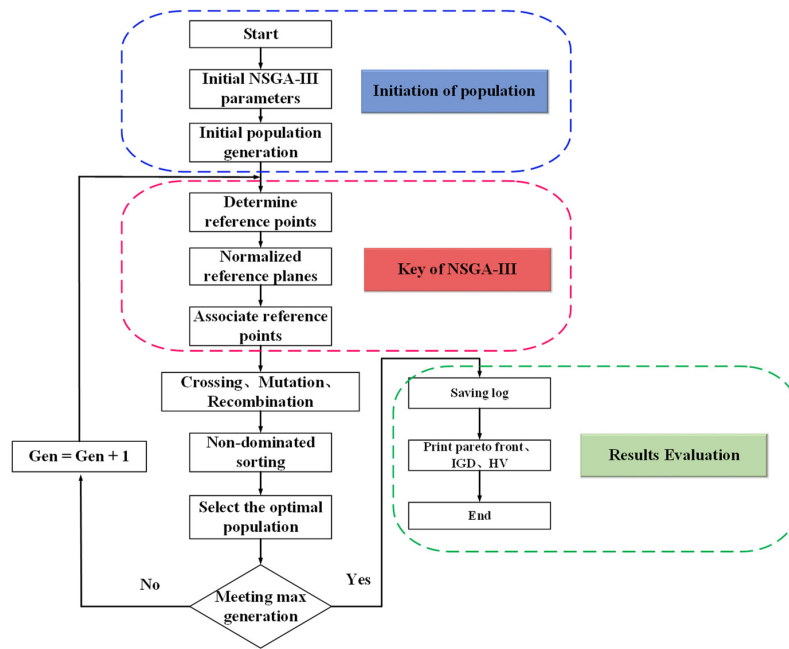 Start
Initial NSGA-III
parameters
Initiation of population
Initial population
generation
Determine
reference points
Normalized
reference planes
Key of NSGA-III
Associate reference
points
Crossing、Mutation、
Recombination
Saving log
Non-dominated
sorting
Gen = Gen + 1
Print pareto front、
IGD、HV
Results Evaluation
Select the optimal
population
End
No
Yes
Meeting max
generation